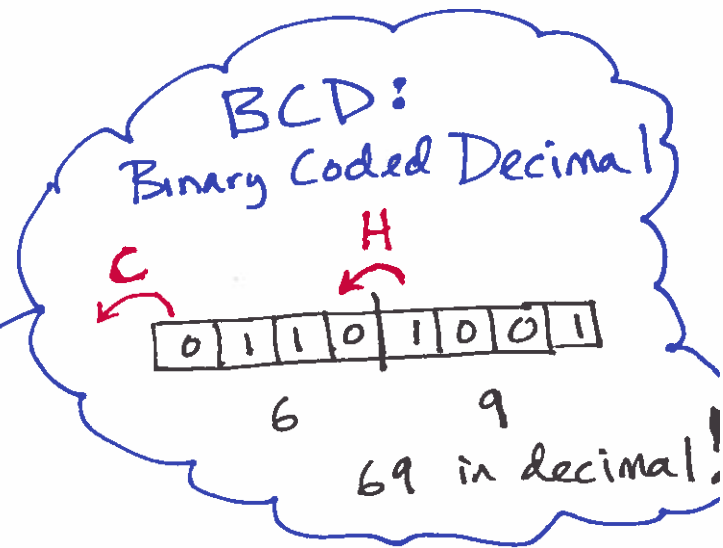 BCD:
Binary Coded Decimal
H
C
0 1 1 0 1 0 0 1
6 9
69 in decimal!